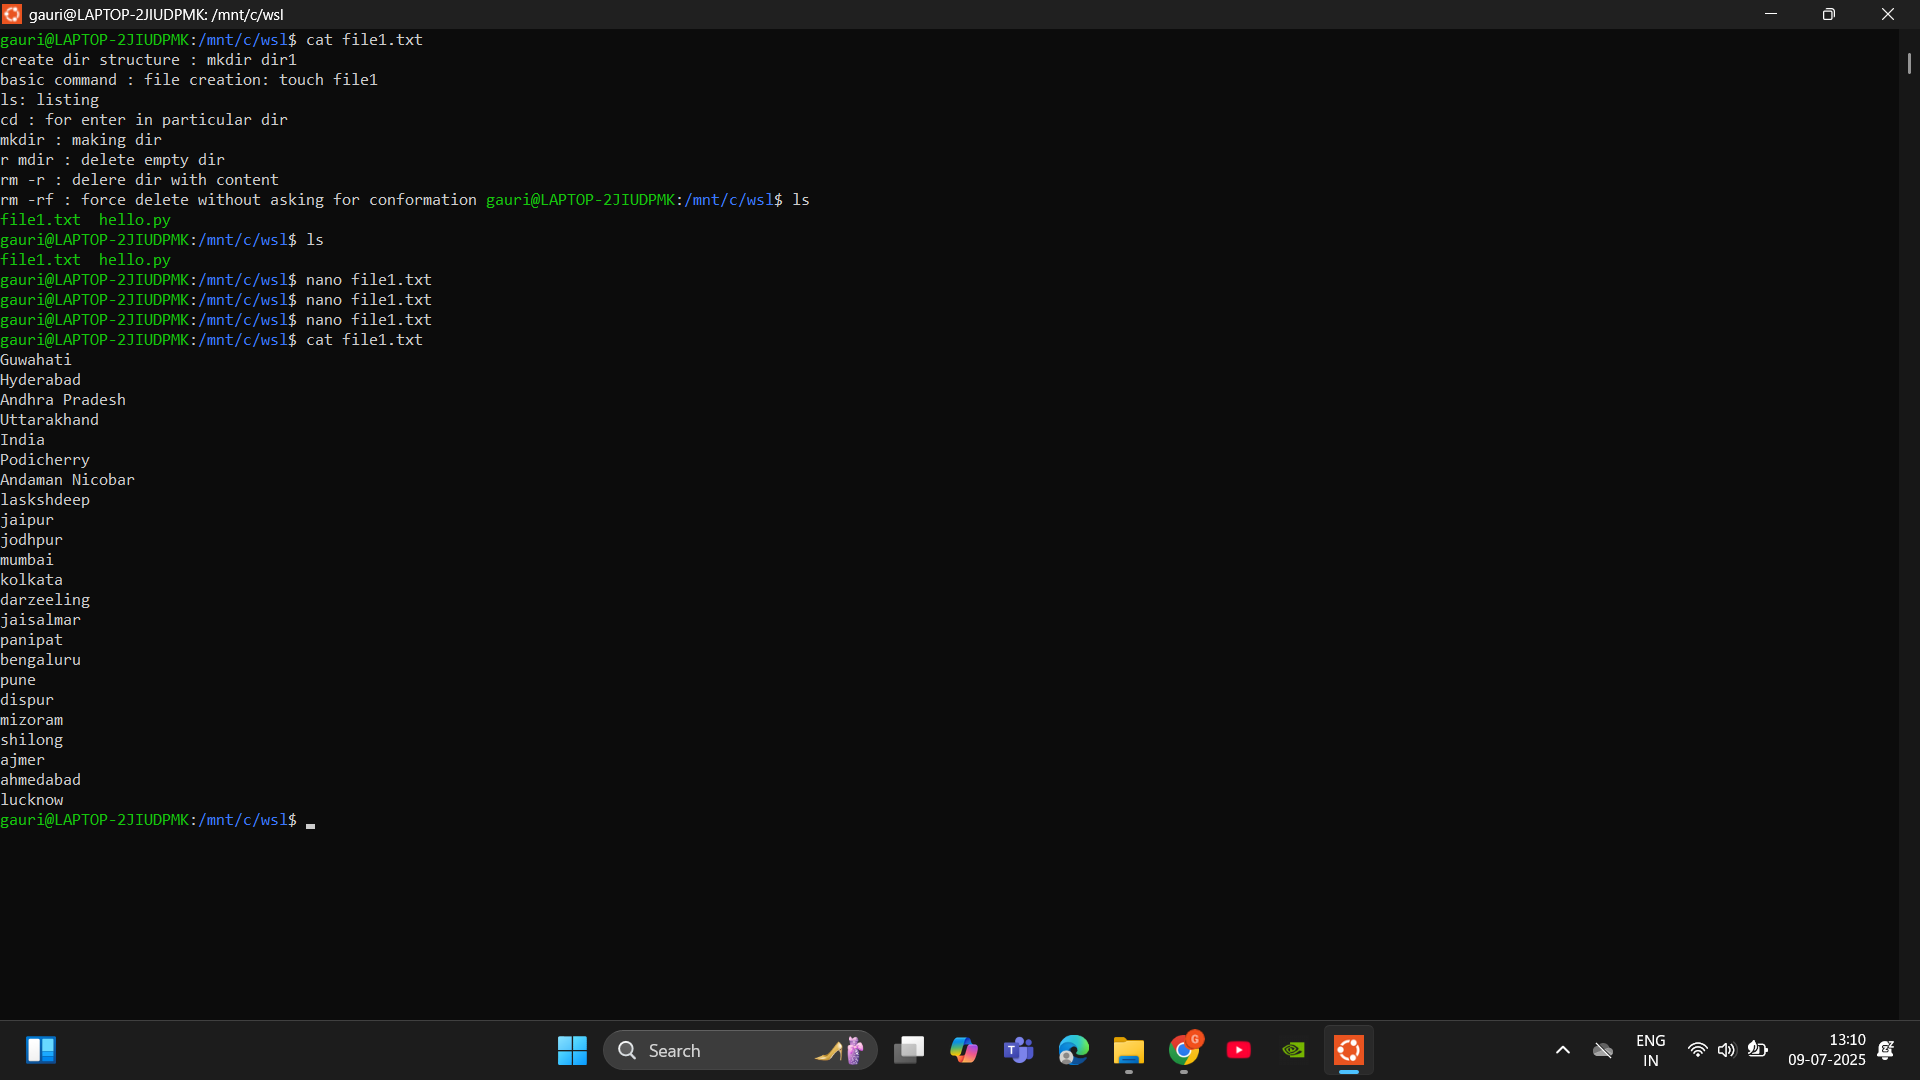 gauri@LAPTOP-2JIUDPMK: /mnt/c/wsl
gauri@LAPTOP-2JIUDPMK:/mnt/c/wsl$ cat file1.txt
create dir structure : mkdir dir1
basic command : file creation: touch file1
ls: listing
cd : for enter in particular dir
mkdir : making dir
r mdir : delete empty dir
rm -r : delere dir with content
rm -rf : force delete without asking for conformation gauri@LAPTOP-2JIUDPMK:/mnt/c/wsl$ ls
file1.txt  hello.py
gauri@LAPTOP-2JIUDPMK:/mnt/c/wsl$ ls
file1.txt  hello.py
gauri@LAPTOP-2JIUDPMK:/mnt/c/wsl$ nano file1.txt
gauri@LAPTOP-2JIUDPMK:/mnt/c/wsl$ nano file1.txt
gauri@LAPTOP-2JIUDPMK:/mnt/c/wsl$ nano file1.txt
gauri@LAPTOP-2JIUDPMK:/mnt/c/wsl$ cat file1.txt
Guwahati
Hyderabad
Andhra Pradesh
Uttarakhand
India
Podicherry
Andaman Nicobar
laskshdeep
jaipur
jodhpur
mumbai
kolkata
darzeeling
jaisalmar
panipat
bengaluru
pune
dispur
mizoram
shilong
ajmer
ahmedabad
lucknow
gauri@LAPTOP-2JIUDPMK:/mnt/c/wsl$
Search
G
ENG
IN
13:10
09-07-2025